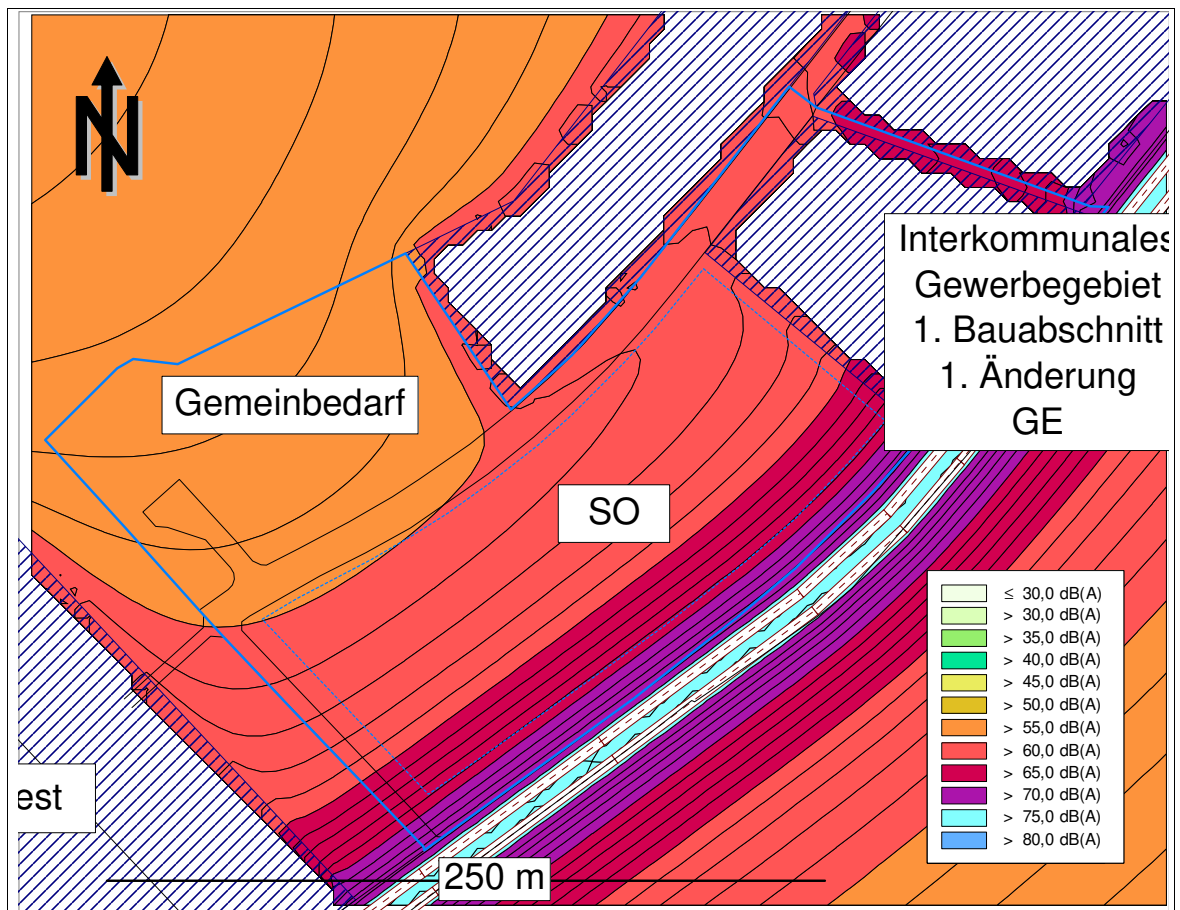 N
Interkommunales
Gewerbegebiet
1. Bauabschnitt
1. Änderung
GE
Gemeinbedarf
SO
≤ 30,0 dB(A)
> 30,0 dB(A)
> 35,0 dB(A)
> 40,0 dB(A)
> 45,0 dB(A)
> 50,0 dB(A)
> 55,0 dB(A)
> 60,0 dB(A)
> 65,0 dB(A)
> 70,0 dB(A)
> 75,0 dB(A)
> 80,0 dB(A)
est
250 m